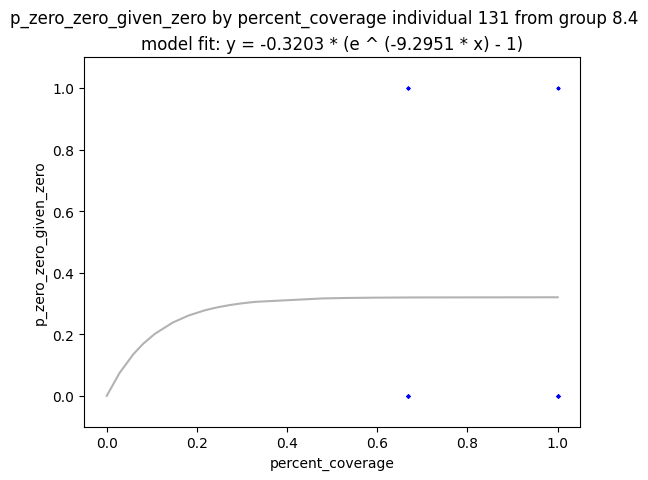 p_zero_zero_given_zero by percent_coverage individual 131 from group 8.4
model fit: y = -0.3203 * (e ^ (-9.2951 * x) - 1)
p_zero_zero_given_zero
1.0
0.8
0.6
0.4
0.2
0.0
0.0 0.2 0.4 0.6 0.8 1.0
percent_coverage